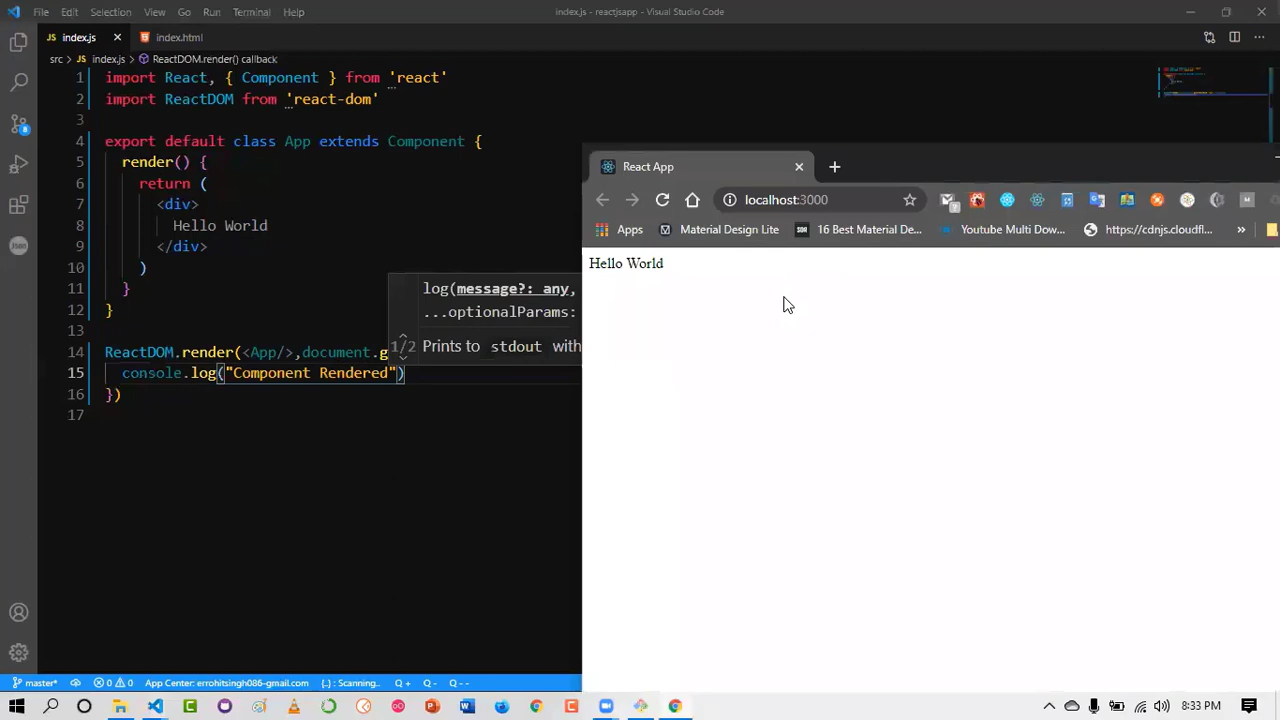 File Edit Selection View Go Run Terminal Help
index.js - reactjsapp - Visual Studio Code
JS index.js index.html
src > JS index.js > ReactDOM.render() callback
1 import React, { Component } from 'react'
2 import ReactDOM from 'react-dom'
3
4 export default class App extends Component {
5 render() {
6 return (
7 <div>
8 Hello World
9 </div>
10 )
11 }
12 }
13
14 ReactDOM.render(<App/>,document.g
15 console.log("Component Rendered")
16 })
17
log(message?: any,
...optionalParams:
1/2 Prints to stdout with
React App
localhost:3000
Apps Material Design Lite SDR 16 Best Material De... Youtube Multi Dow... https://cdnjs.cloudfl...
Hello World
master* 0 0 App Center: errohitsingh086-gmail.com {..} : Scanning.. Q + Q - Q - -
8:33 PM